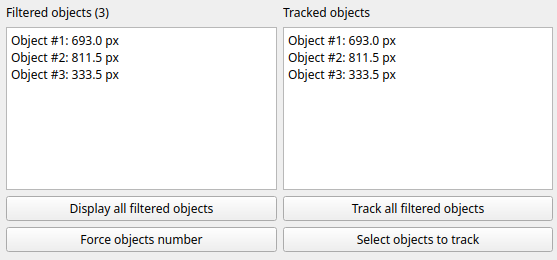 Filtered objects (3)
Object #1: 693.0 px
Object #2: 811.5 px
Object #3: 333.5 px
Display all filtered objects
Force objects number
Tracked objects
Object #1: 693.0 px
Object #2: 811.5 px
Object #3: 333.5 px
Track all filtered objects
Select objects to track